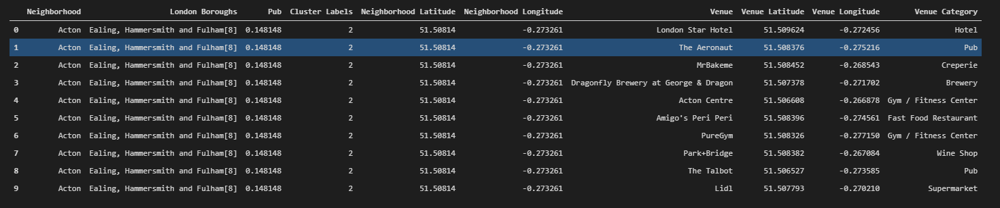 Neighborhood London Boroughs Pub Cluster Labels Neighborhood Latitude Neighborhood Longitude Venue Venue Latitude Venue Longitude Venue Category
0 Acton Ealing, Hammersmith and Fulham[8] 0.148148 2 51.50814 -0.273261 London Star Hotel 51.509624 -0.272456 Hotel
1 Acton Ealing, Hammersmith and Fulham[8] 0.148148 2 51.50814 -0.273261 The Aeronaut 51.508376 -0.275216 Pub
2 Acton Ealing, Hammersmith and Fulham[8] 0.148148 2 51.50814 -0.273261 MrBakeme 51.508452 -0.268543 Creperie
3 Acton Ealing, Hammersmith and Fulham[8] 0.148148 2 51.50814 -0.273261 Dragonfly Brewery at George & Dragon 51.507378 -0.271702 Brewery
4 Acton Ealing, Hammersmith and Fulham[8] 0.148148 2 51.50814 -0.273261 Acton Centre 51.506608 -0.266878 Gym / Fitness Center
5 Acton Ealing, Hammersmith and Fulham[8] 0.148148 2 51.50814 -0.273261 Amigo's Peri Peri 51.508396 -0.274561 Fast Food Restaurant
6 Acton Ealing, Hammersmith and Fulham[8] 0.148148 2 51.50814 -0.273261 PureGym 51.508326 -0.277150 Gym / Fitness Center
7 Acton Ealing, Hammersmith and Fulham[8] 0.148148 2 51.50814 -0.273261 Park+Bridge 51.508382 -0.267084 Wine Shop
8 Acton Ealing, Hammersmith and Fulham[8] 0.148148 2 51.50814 -0.273261 The Talbot 51.506527 -0.273585 Pub
9 Acton Ealing, Hammersmith and Fulham[8] 0.148148 2 51.50814 -0.273261 Lidl 51.507793 -0.270210 Supermarket